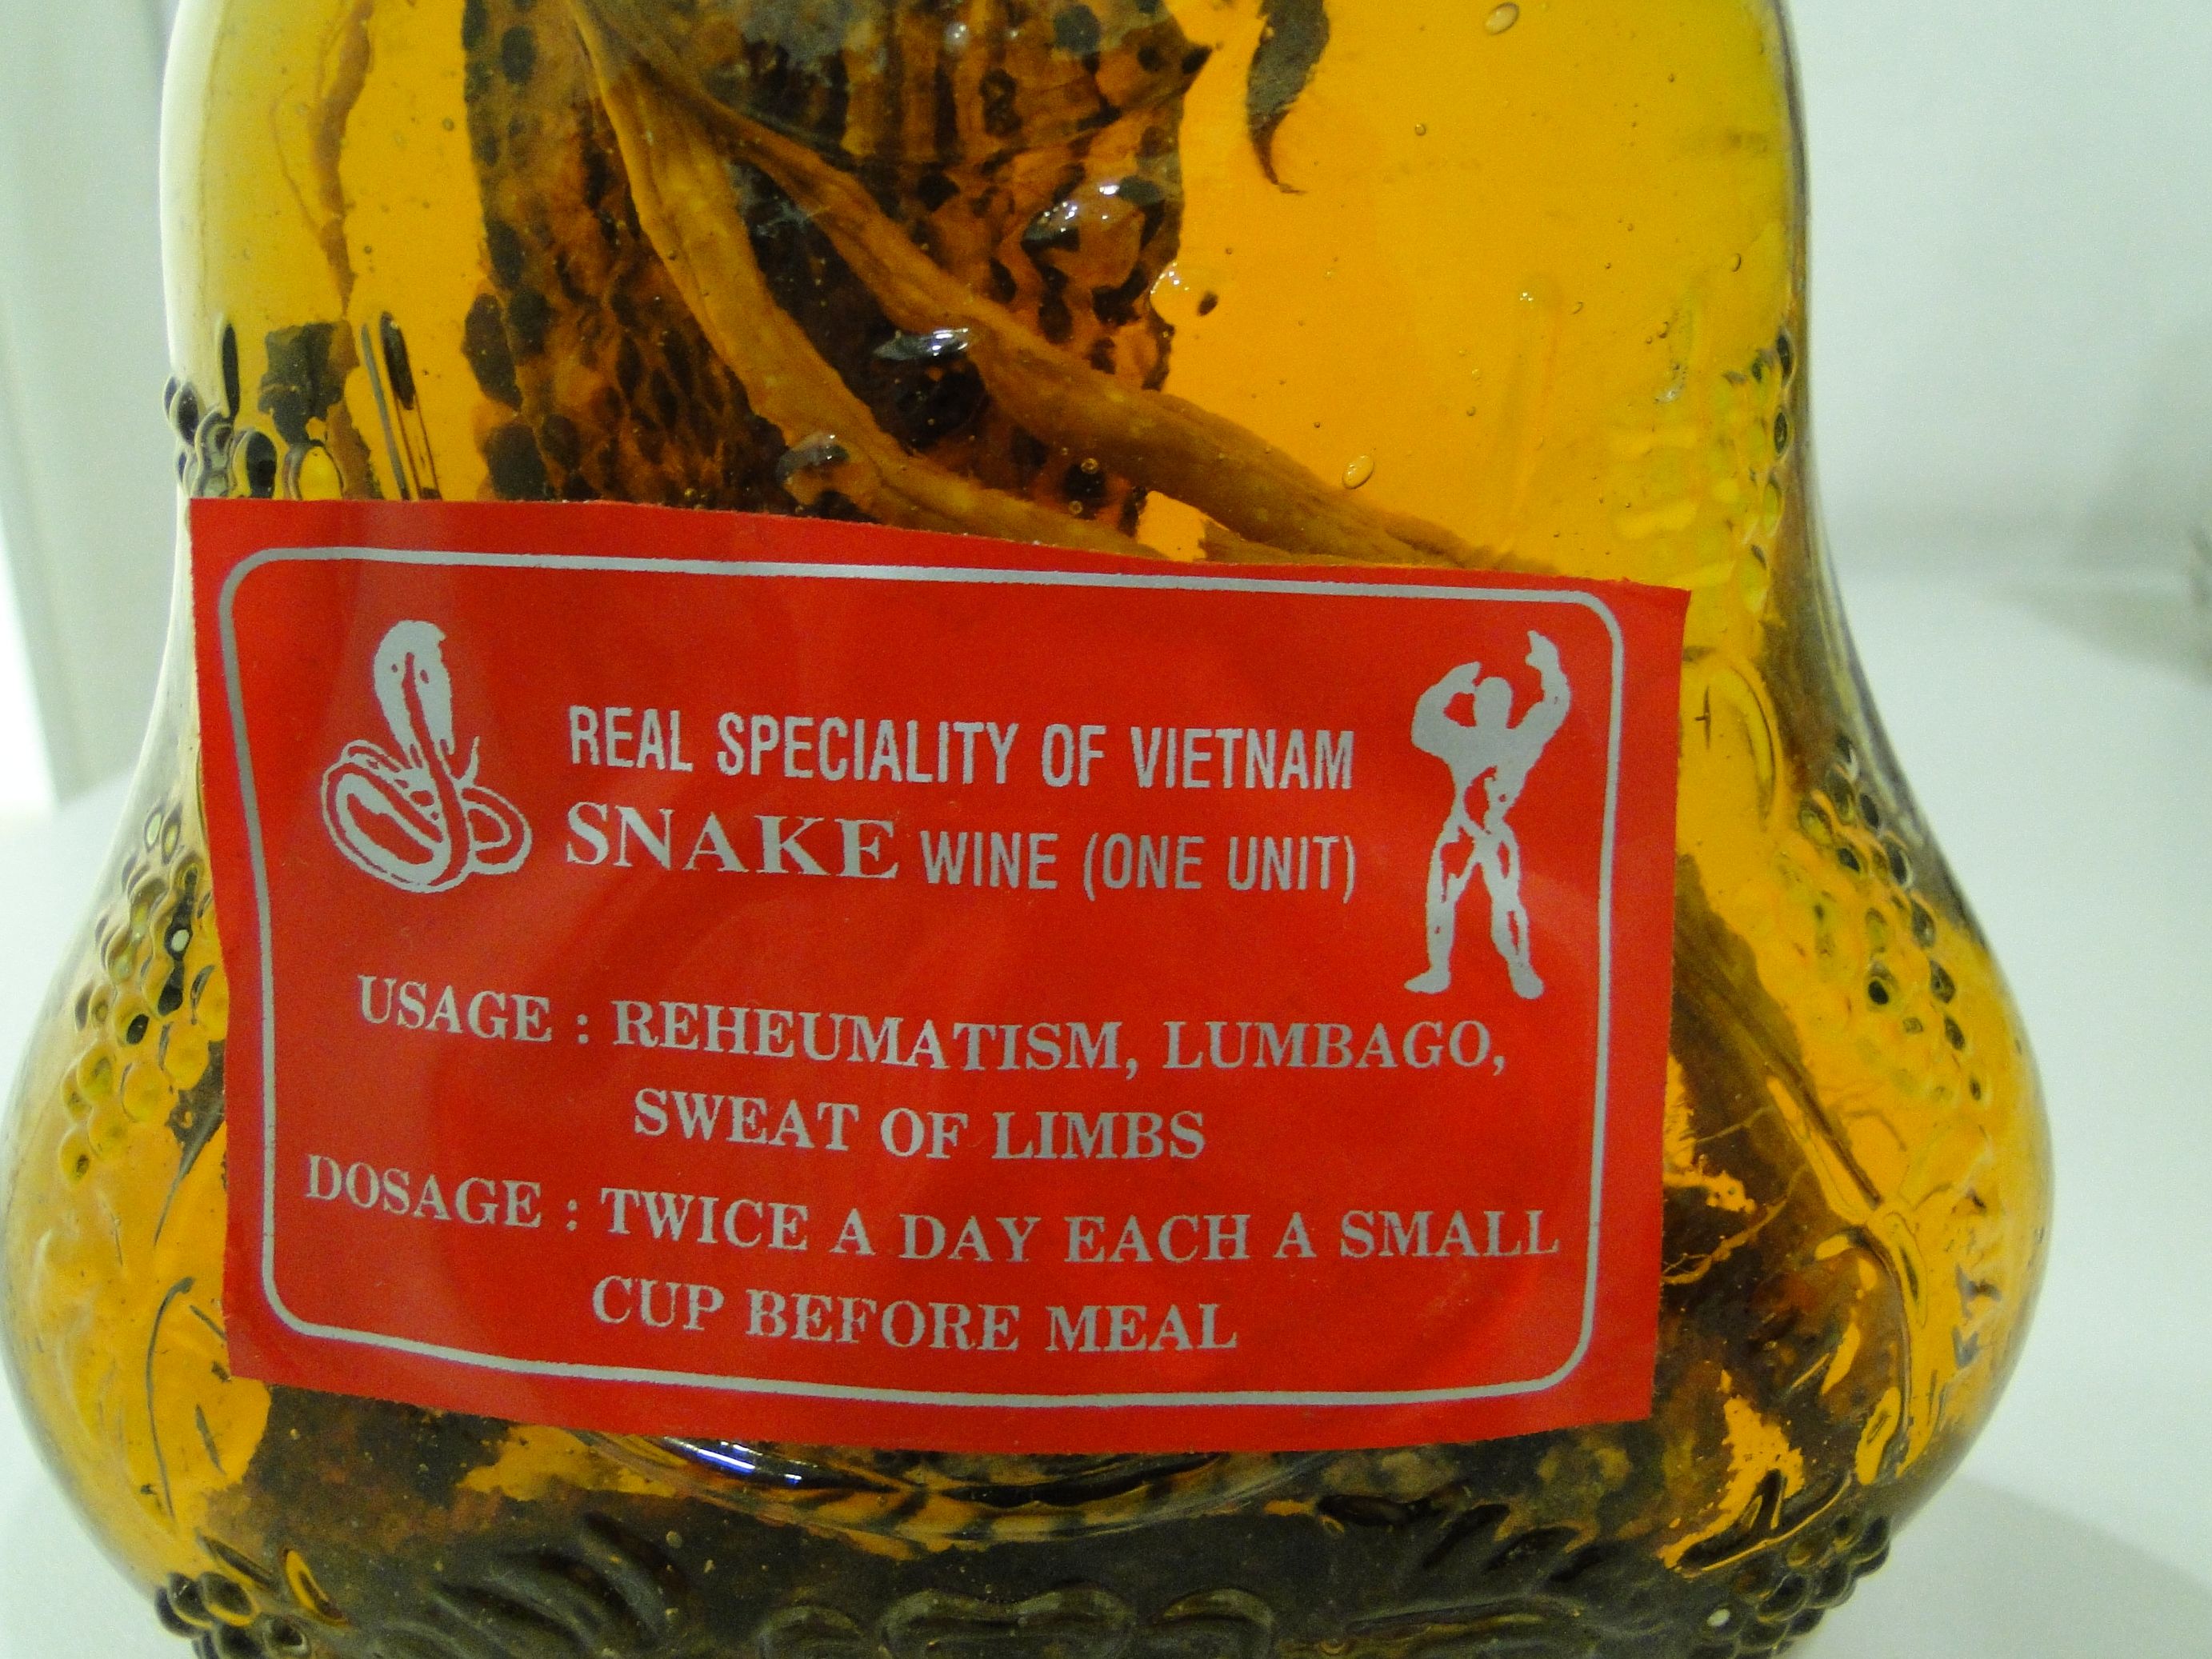 REAL SPECIALITY OF VIETNAM
SNAKE WINE (ONE UNIT)
USAGE : REHEUMATISM, LUMBAGO,
SWEAT OF LIMBS
DOSAGE : TWICE A DAY EACH A SMALL
CUP BEFORE MEAL